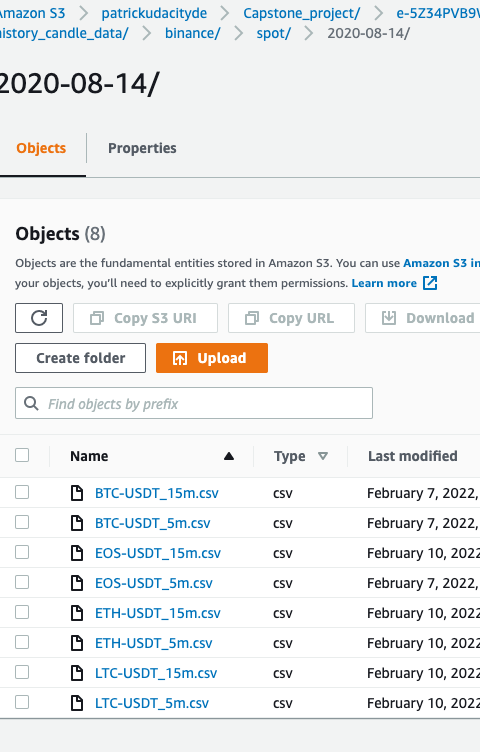 Amazon S3 > patrickudacityde > Capstone_project/ > e-5Z34PVB9
history_candle_data/ > binance/ > spot/ > 2020-08-14/
2020-08-14/
Objects Properties
Objects (8)
Objects are the fundamental entities stored in Amazon S3. You can use Amazon S3 in
your objects, you'll need to explicitly grant them permissions. Learn more
Copy S3 URI Copy URL Download
Create folder Upload
Find objects by prefix
Name Type Last modified
BTC-USDT_15m.csv csv February 7, 2022,
BTC-USDT_5m.csv csv February 7, 2022,
EOS-USDT_15m.csv csv February 10, 2022
EOS-USDT_5m.csv csv February 7, 2022,
ETH-USDT_15m.csv csv February 10, 2022
ETH-USDT_5m.csv csv February 10, 2022
LTC-USDT_15m.csv csv February 10, 2022
LTC-USDT_5m.csv csv February 10, 2022